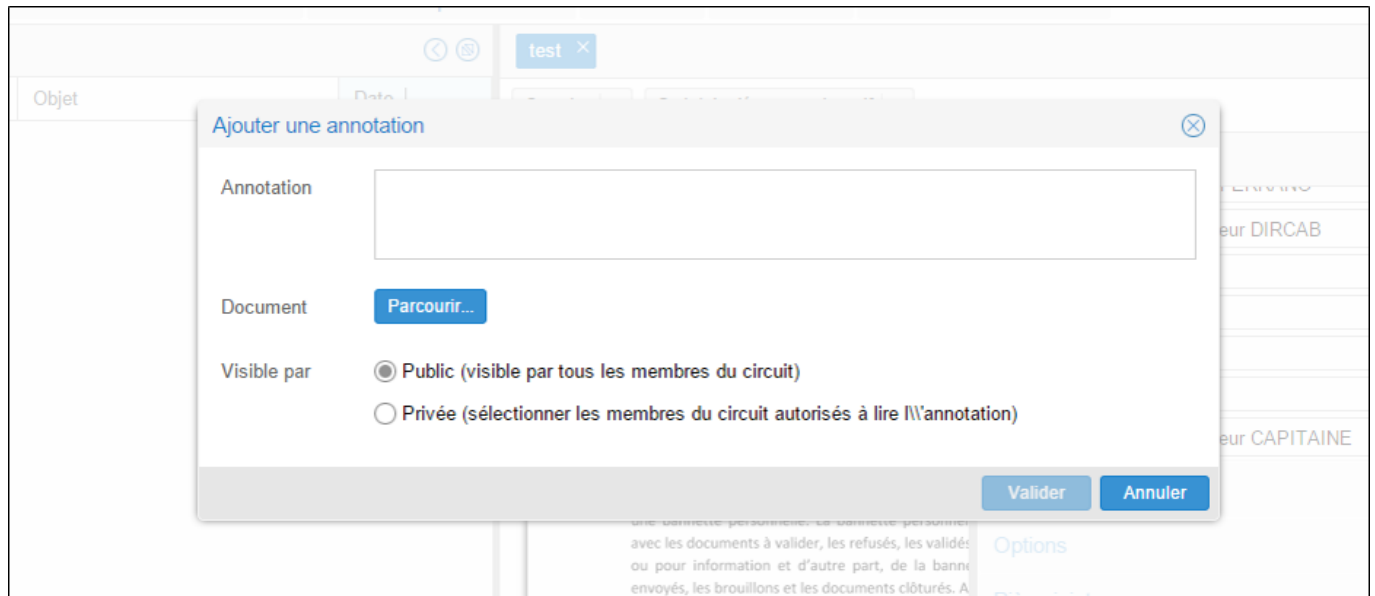 test ×
Objet
Date
Ajouter une annotation
Annotation
Document
Parcourir...
Visible par
Public (visible par tous les membres du circuit)
Privée (sélectionner les membres du circuit autorisés à lire l\\'annotation)
Valider
Annuler
eur DIRCAB
eur CAPITAINE
une bannette personnelle. La bannette personnel
avec les documents à valider, les refusés, les validés
ou pour information et d'autre part, de la banne
envoyés, les brouillons et les documents clôturés. A
Options